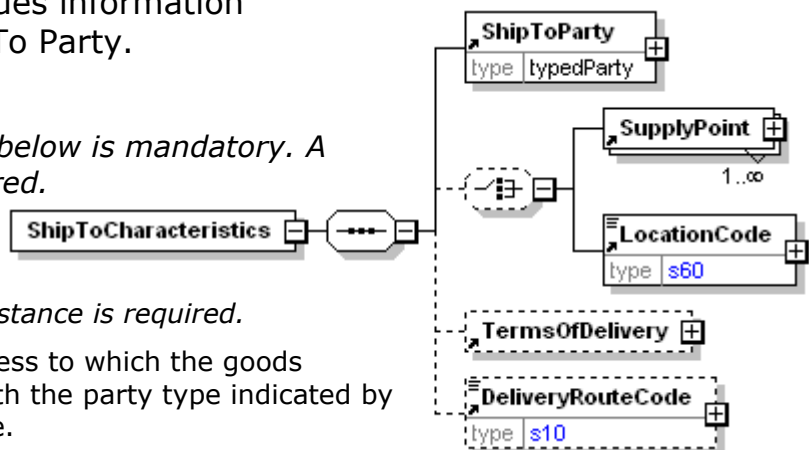 ues information
To Party.
below is mandatory. A
red.
stance is required.
ess to which the goods
th the party type indicated by
e.
ShipToCharacteristics
ShipToParty
type typedParty
SupplyPoint
1..∞
LocationCode
type s60
TermsOfDelivery
DeliveryRouteCode
type s10